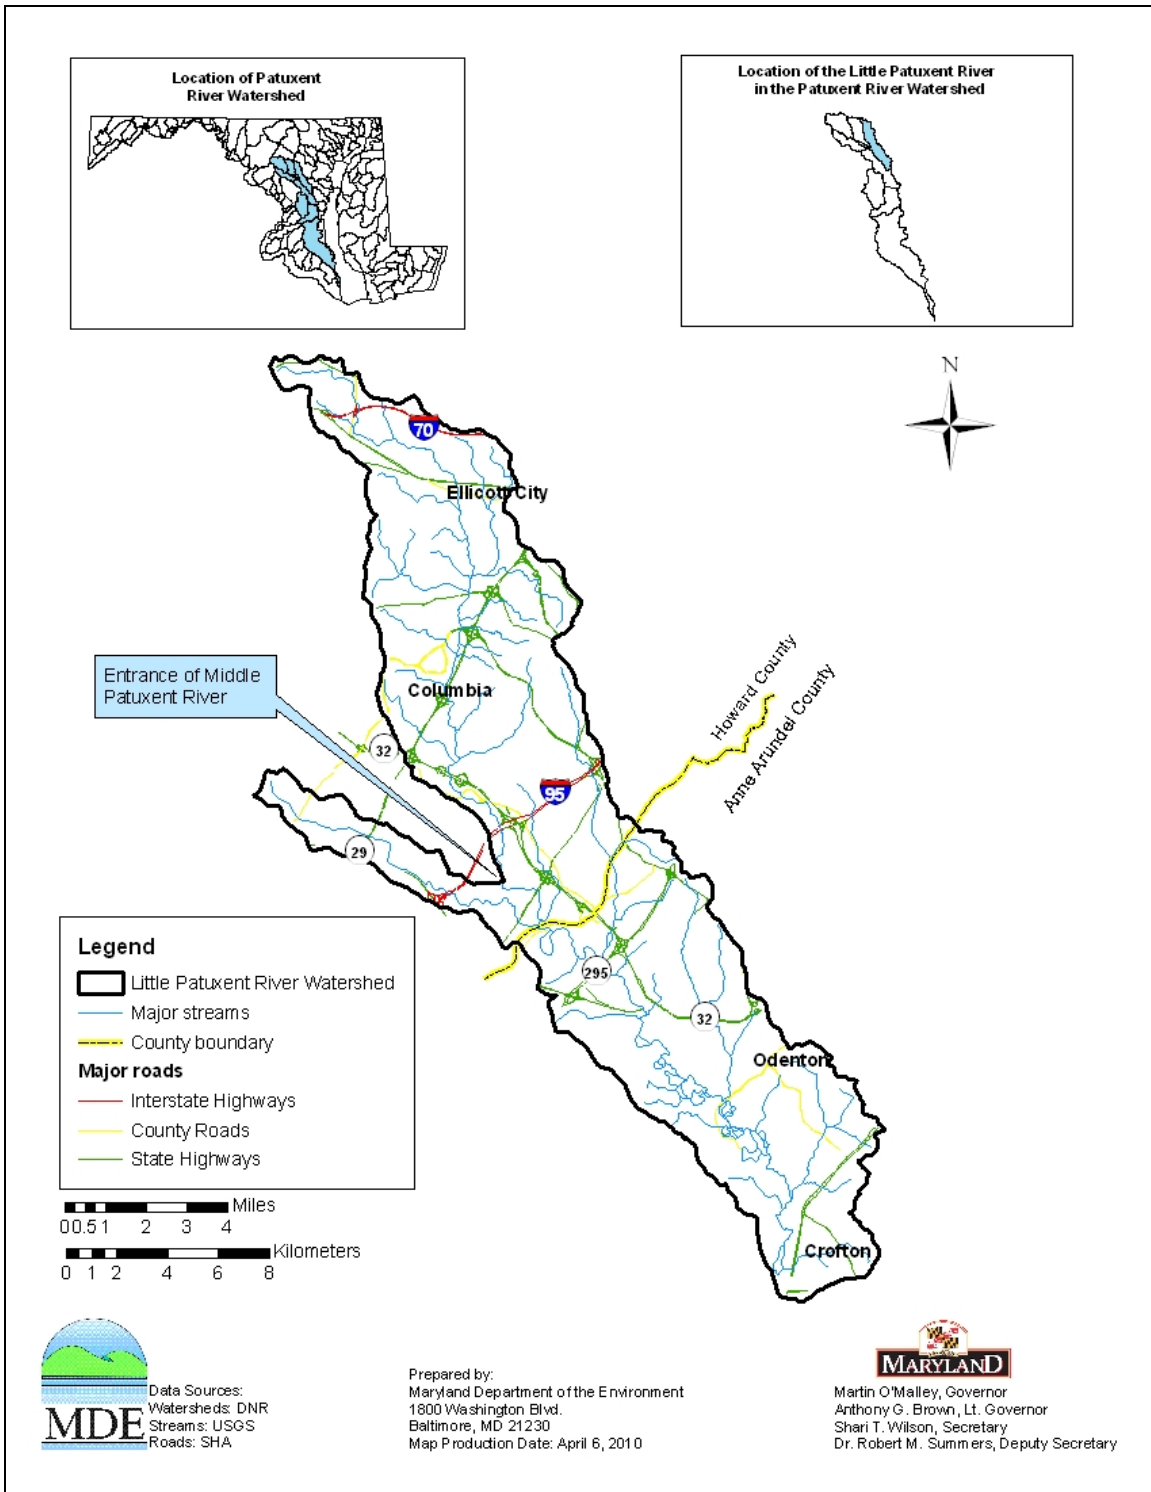 Location of Patuxent
River Watershed
Location of the Little Patuxent River
in the Patuxent River Watershed
N
70
Ellicott City
Howard County
Anne Arundel County
Entrance of Middle
Patuxent River
Columbia
32
95
29
295
32
Odenton
Crofton
Legend
Little Patuxent River Watershed
Major streams
County boundary
Major roads
Interstate Highways
County Roads
State Highways
Miles
0 0.5 1 2 3 4
Kilometers
0 1 2 4 6 8
MDE
Data Sources:
Watersheds: DNR
Streams: USGS
Roads: SHA
Prepared by:
Maryland Department of the Environment
1800 Washington Blvd.
Baltimore, MD 21230
Map Production Date: April 6, 2010
MARYLAND
Martin O'Malley, Governor
Anthony G. Brown, Lt. Governor
Shari T. Wilson, Secretary
Dr. Robert M. Summers, Deputy Secretary